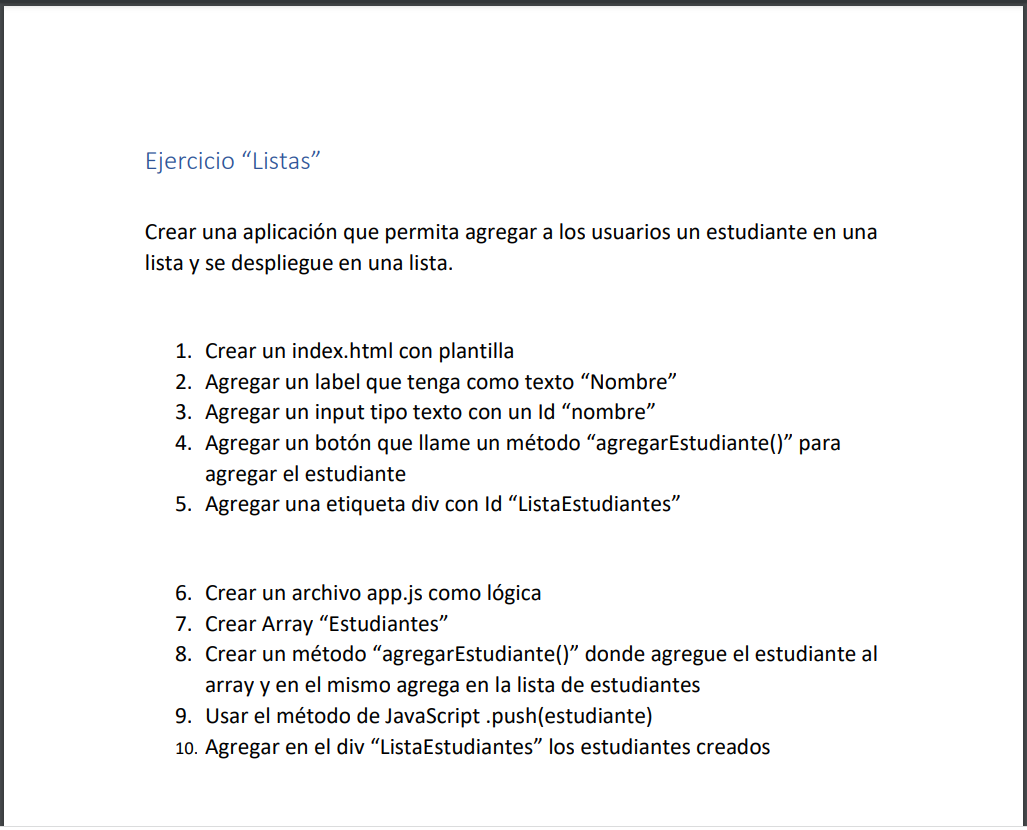 Ejercicio “Listas”
Crear una aplicación que permita agregar a los usuarios un estudiante en una
lista y se despliegue en una lista.
1. Crear un index.html con plantilla
2. Agregar un label que tenga como texto “Nombre”
3. Agregar un input tipo texto con un Id “nombre”
4. Agregar un botón que llame un método “agregarEstudiante()” para
agregar el estudiante
5. Agregar una etiqueta div con Id “ListaEstudiantes”
6. Crear un archivo app.js como lógica
7. Crear Array “Estudiantes”
8. Crear un método “agregarEstudiante()” donde agregue el estudiante al
array y en el mismo agrega en la lista de estudiantes
9. Usar el método de JavaScript .push(estudiante)
10. Agregar en el div “ListaEstudiantes” los estudiantes creados